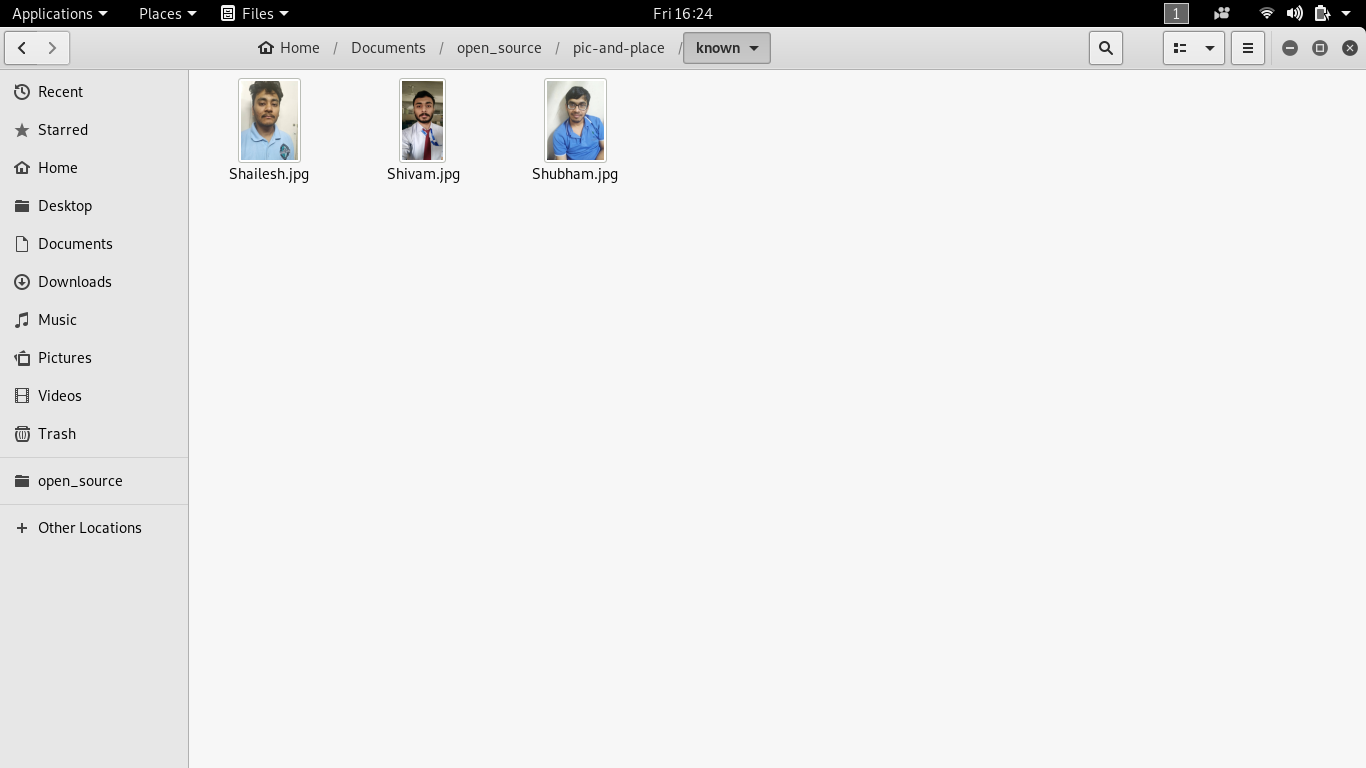 Applications Places Files Fri 16:24 1
Home / Documents / open_source / pic-and-place / known
Recent
Starred
Home
Desktop
Documents
Downloads
Music
Pictures
Videos
Trash
open_source
Other Locations
Shailesh.jpg Shivam.jpg Shubham.jpg